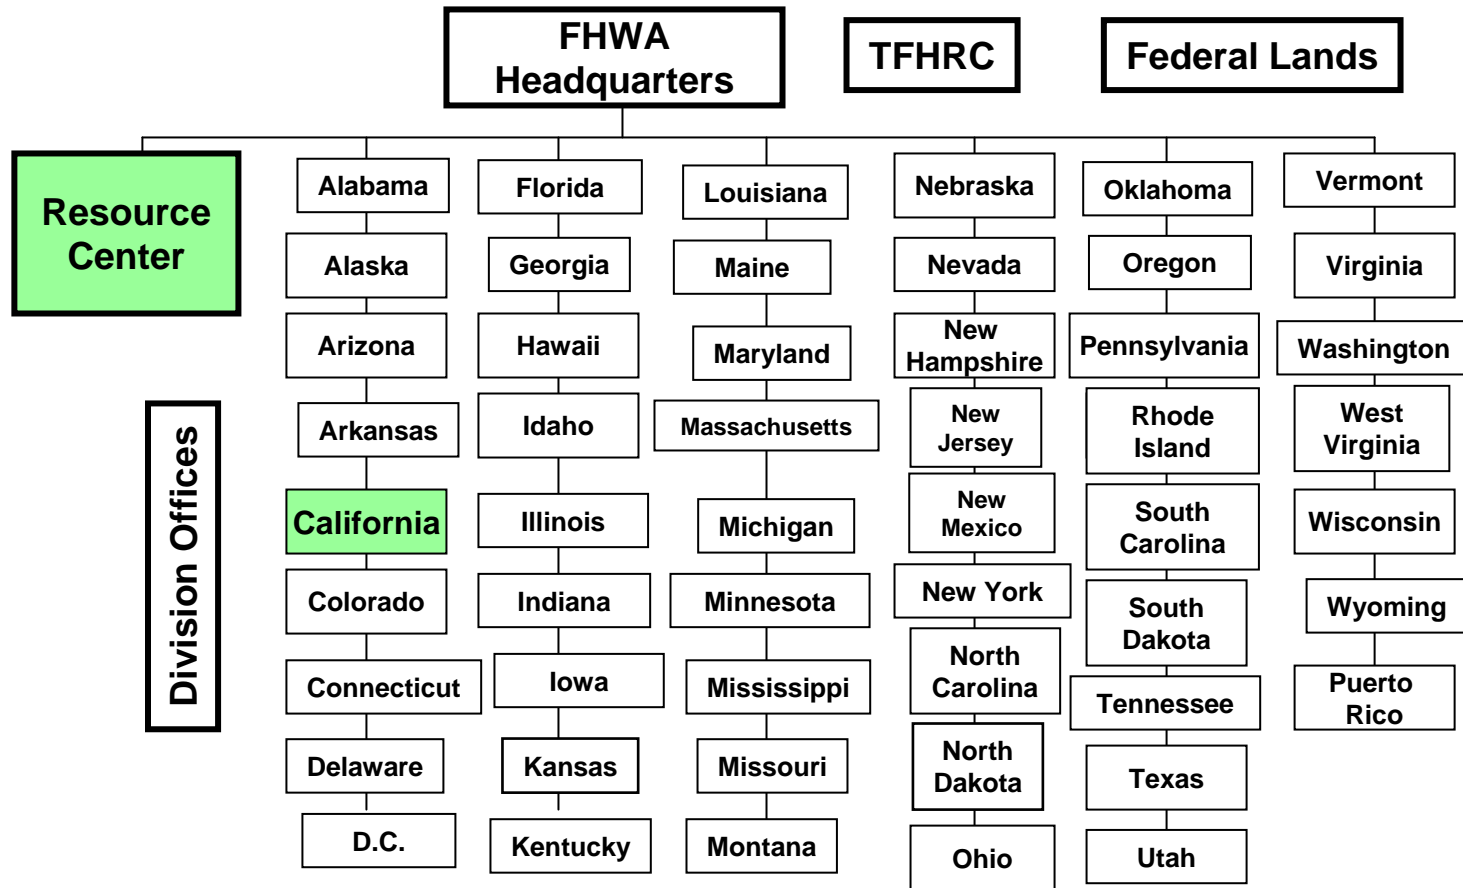 FHWA
Headquarters
TFHRC
Federal Lands
Resource
Center
Division Offices
Alabama
Alaska
Arizona
Arkansas
California
Colorado
Connecticut
Delaware
D.C.
Florida
Georgia
Hawaii
Idaho
Illinois
Indiana
Iowa
Kansas
Kentucky
Louisiana
Maine
Maryland
Massachusetts
Michigan
Minnesota
Mississippi
Missouri
Montana
Nebraska
Nevada
New
Hampshire
New
Jersey
New
Mexico
New York
North
Carolina
North
Dakota
Ohio
Oklahoma
Oregon
Pennsylvania
Rhode
Island
South
Carolina
South
Dakota
Tennessee
Texas
Utah
Vermont
Virginia
Washington
West
Virginia
Wisconsin
Wyoming
Puerto
Rico